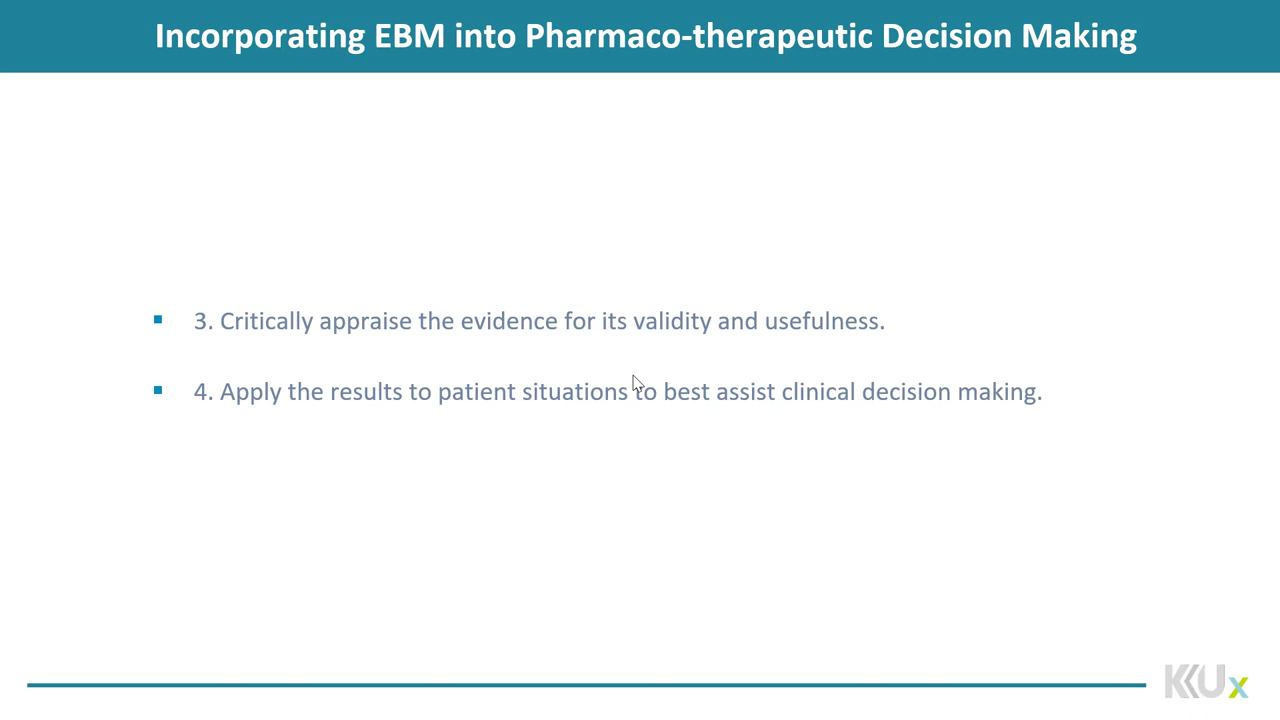 Incorporating EBM into Pharmaco-therapeutic Decision Making
▪ 3. Critically appraise the evidence for its validity and usefulness.
▪ 4. Apply the results to patient situations to best assist clinical decision making.
KKUx